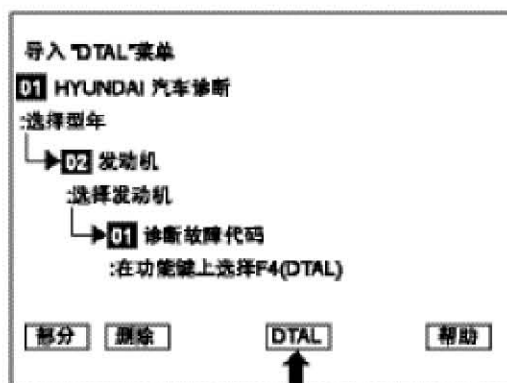 导入"DTAL"菜单
01 HYUNDAI 汽车诊断
:选择型年
02 发动机
:选择发动机
01 诊断故障代码
:在功能键上选择F4(DTAL)
部分 删除 DTAL 帮助